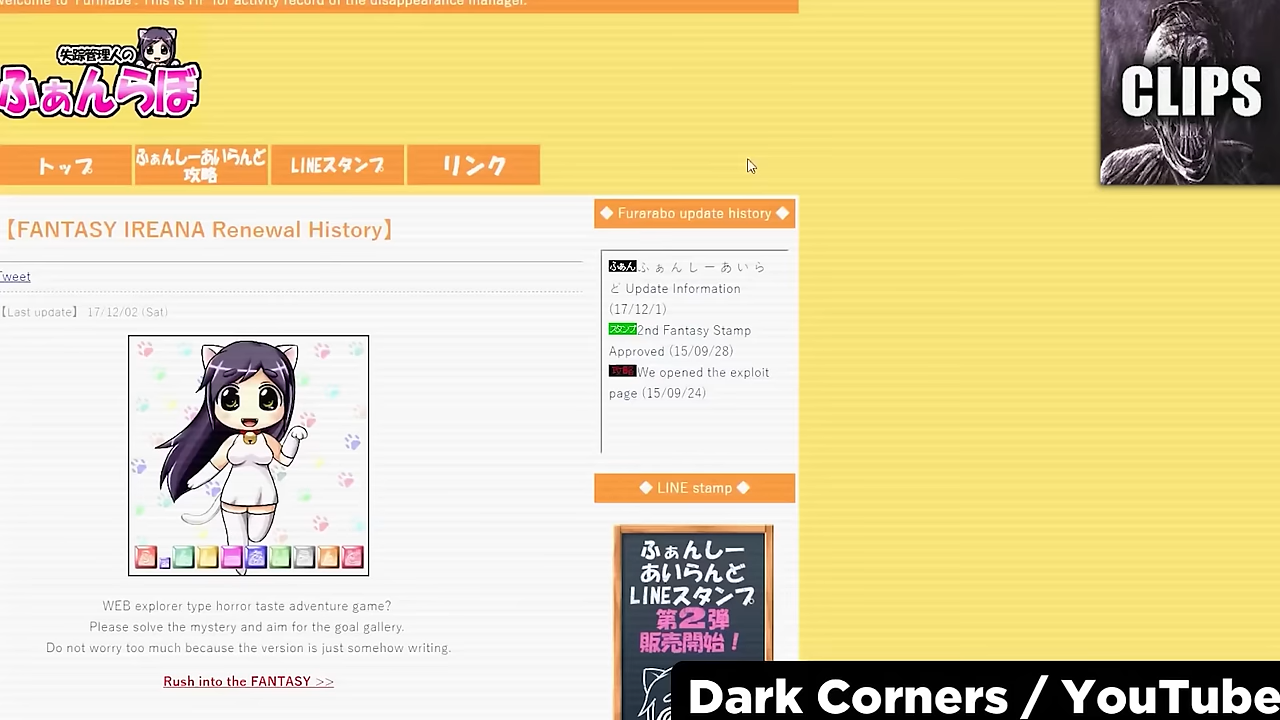 welcome to "Furinabe". This is HP for activity record of the disappearance manager.
失踪管理人の
ふぁんらぼ
CLIPS
トップ
ふぁんしーあいらんど
攻略
LINEスタンプ
リンク
【FANTASY IREANA Renewal History】
Tweet
【Last update】 17/12/02 (Sat)
WEB explorer type horror taste adventure game?
Please solve the mystery and aim for the goal gallery.
Do not worry too much because the version is just somehow writing.
Rush into the FANTASY >>
◆ Furarabo update history ◆
ふぁん ふぁんしーあいら
ど Update Information
(17/12/1)
スタンプ 2nd Fantasy Stamp
Approved (15/09/28)
攻略 We opened the exploit
page (15/09/24)
◆ LINE stamp ◆
ふぁんしー
あいらんど
LINEスタンプ
第2弾
販売開始！
Dark Corners / YouTube